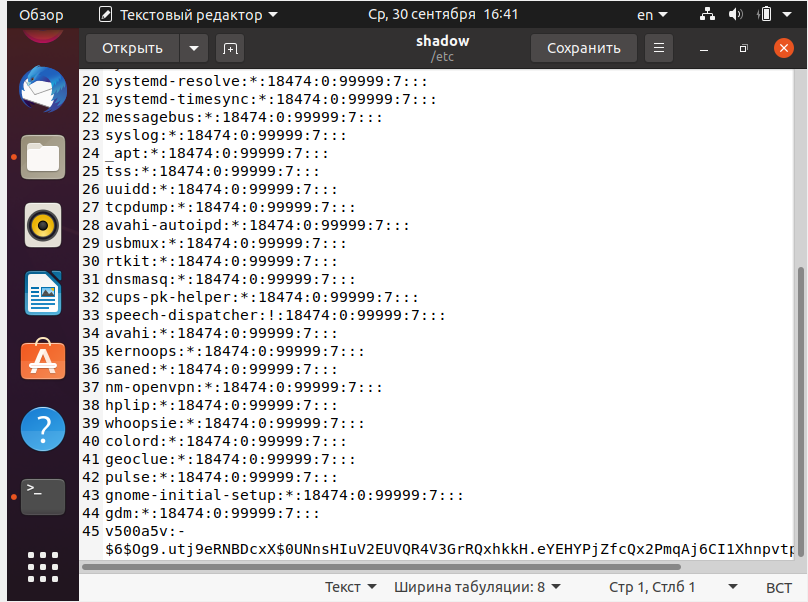 Обзор Текстовый редактор Ср, 30 сентября 16:41 en
Открыть shadow Сохранить
/etc
20 systemd-resolve:*:18474:0:99999:7:::
21 systemd-timesync:*:18474:0:99999:7:::
22 messagebus:*:18474:0:99999:7:::
23 syslog:*:18474:0:99999:7:::
24 _apt:*:18474:0:99999:7:::
25 tss:*:18474:0:99999:7:::
26 uuidd:*:18474:0:99999:7:::
27 tcpdump:*:18474:0:99999:7:::
28 avahi-autoipd:*:18474:0:99999:7:::
29 usbmux:*:18474:0:99999:7:::
30 rtkit:*:18474:0:99999:7:::
31 dnsmasq:*:18474:0:99999:7:::
32 cups-pk-helper:*:18474:0:99999:7:::
33 speech-dispatcher:!:18474:0:99999:7:::
34 avahi:*:18474:0:99999:7:::
35 kernoops:*:18474:0:99999:7:::
36 saned:*:18474:0:99999:7:::
37 nm-openvpn:*:18474:0:99999:7:::
38 hplip:*:18474:0:99999:7:::
39 whoopsie:*:18474:0:99999:7:::
40 colord:*:18474:0:99999:7:::
41 geoclue:*:18474:0:99999:7:::
42 pulse:*:18474:0:99999:7:::
43 gnome-initial-setup:*:18474:0:99999:7:::
44 gdm:*:18474:0:99999:7:::
45 v500a5v:-
$6$Og9.utj9eRNBDcxX$0UNnsHIuV2EUVQR4V3GrRQxhkkH.eYEHYPjZfcQx2PmqAj6CI1Xhnpvtp
Текст Ширина табуляции: 8 Стр 1, Стлб 1 ВСТ